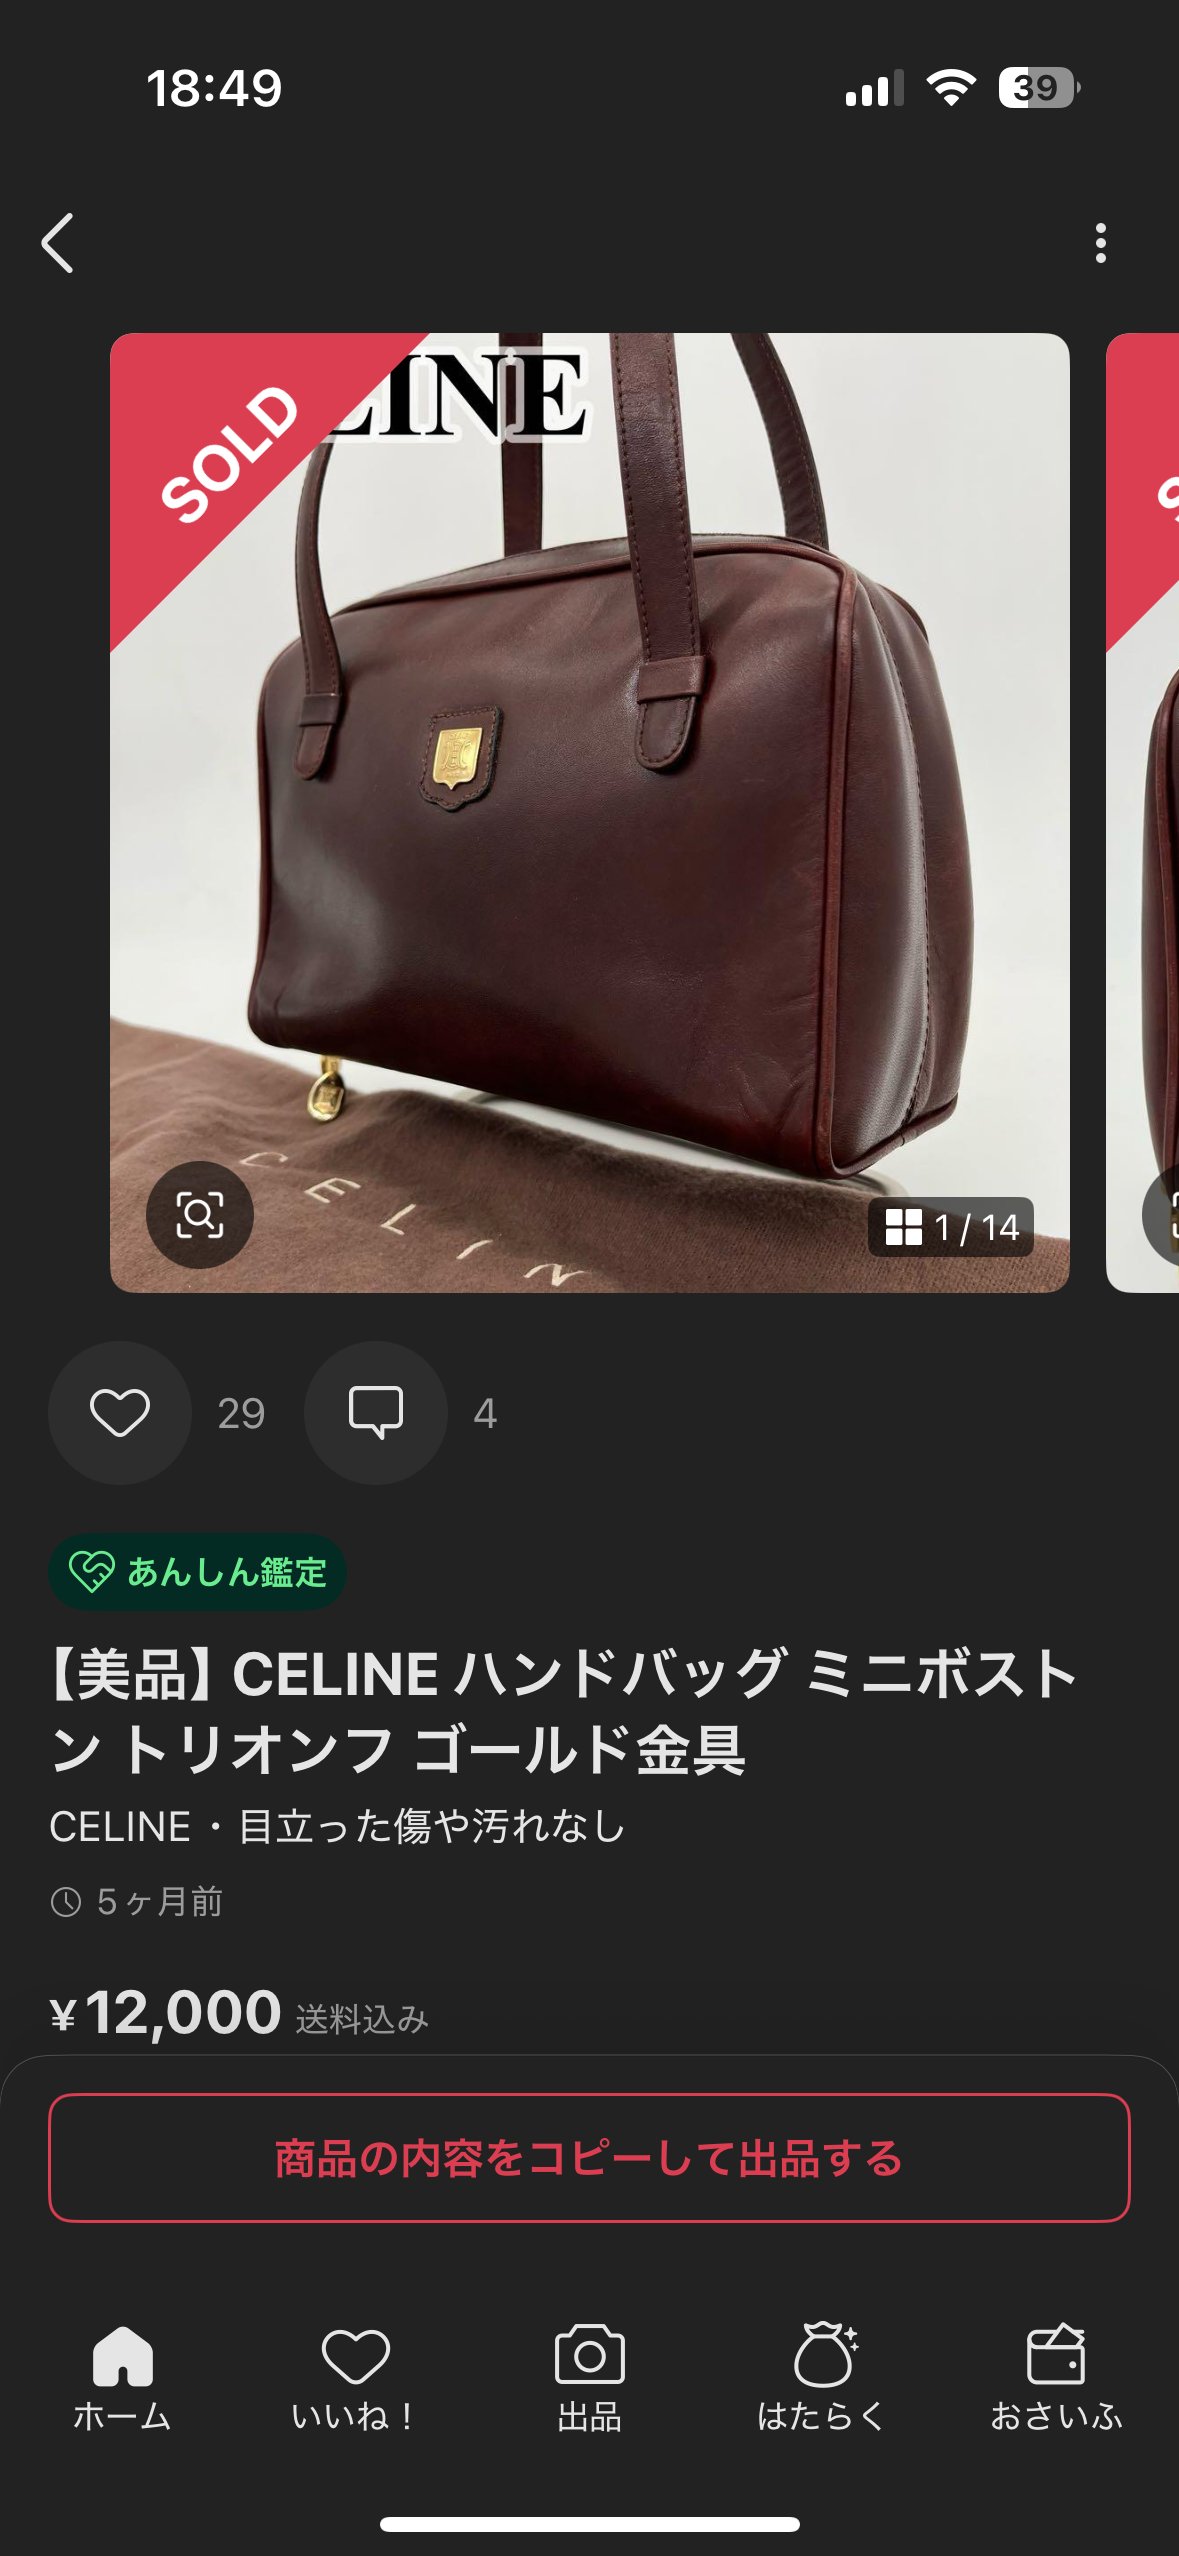 18:49
39
SOLD
LINE
CELIN
1 / 14
29
4
あんしん鑑定
【美品】CELINE ハンドバッグ ミニボスト
ン トリオンフ ゴールド金具
CELINE・目立った傷や汚れなし
5ヶ月前
¥12,000 送料込み
商品の内容をコピーして出品する
ホーム
いいね！
出品
はたらく
おさいふ